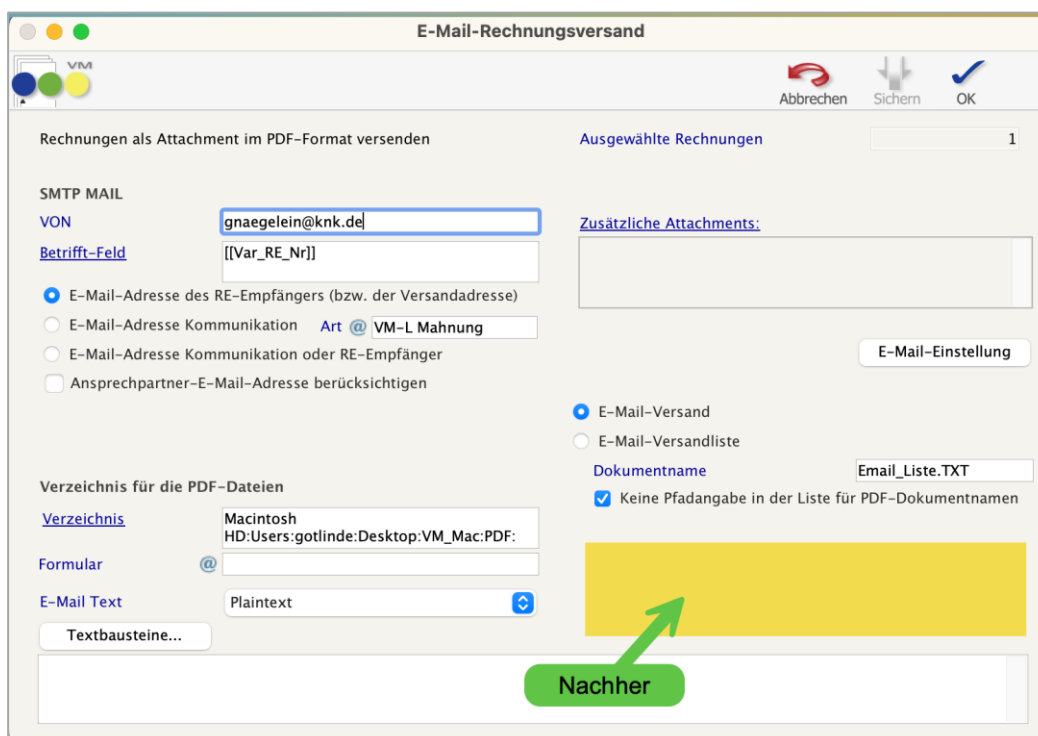 E-Mail-Rechnungsversand
VM
Abbrechen
Sichern
OK
Rechnungen als Attachment im PDF-Format versenden
Ausgewählte Rechnungen
1
SMTP MAIL
VON
gnaegelein@knk.de
Betrifft-Feld
[[Var_RE_Nr]]
Zusätzliche Attachments:
E-Mail-Adresse des RE-Empfängers (bzw. der Versandadresse)
E-Mail-Adresse Kommunikation
Art @ VM-L Mahnung
E-Mail-Adresse Kommunikation oder RE-Empfänger
Ansprechpartner-E-Mail-Adresse berücksichtigen
E-Mail-Einstellung
E-Mail-Versand
E-Mail-Versandliste
Dokumentname
Email_Liste.TXT
Keine Pfadangabe in der Liste für PDF-Dokumentnamen
Verzeichnis für die PDF-Dateien
Verzeichnis
Macintosh
HD:Users:gotlinde:Desktop:VM_Mac:PDF:
Formular @
E-Mail Text
Plaintext
Textbausteine...
Nachher